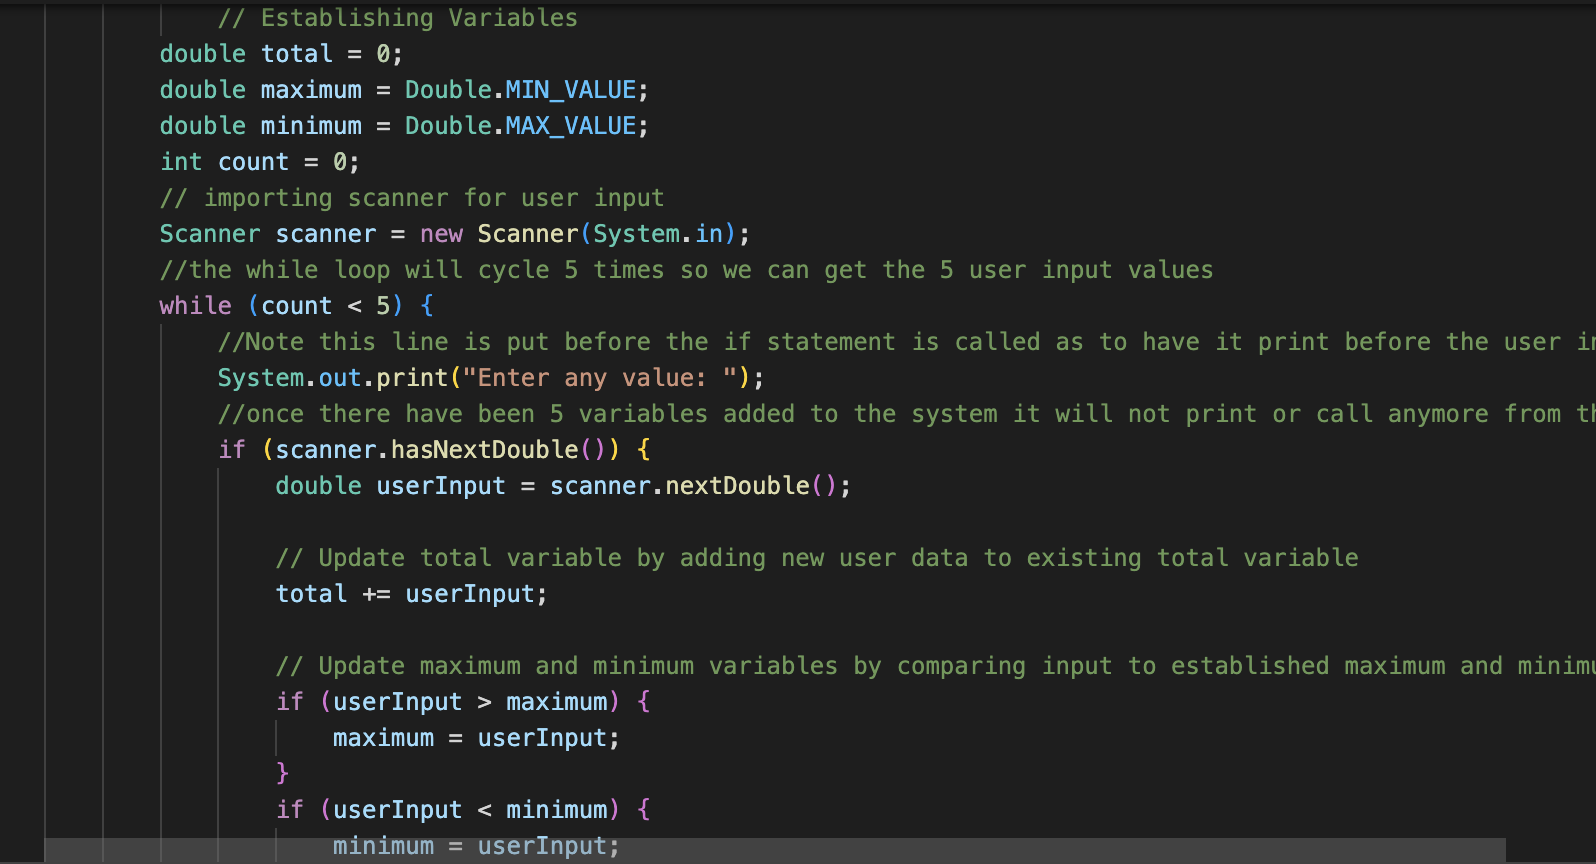 // Establishing Variables
double total = 0;
double maximum = Double.MIN_VALUE;
double minimum = Double.MAX_VALUE;
int count = 0;
// importing scanner for user input
Scanner scanner = new Scanner(System.in);
//the while loop will cycle 5 times so we can get the 5 user input values
while (count < 5) {
//Note this line is put before the if statement is called as to have it print before the user
System.out.print("Enter any value: ");
//once there have been 5 variables added to the system it will not print or call anymore from
if (scanner.hasNextDouble()) {
double userInput = scanner.nextDouble();
// Update total variable by adding new user data to existing total variable
total += userInput;
// Update maximum and minimum variables by comparing input to established maximum and
if (userInput > maximum) {
maximum = userInput;
}
if (userInput < minimum) {
minimum = userInput;